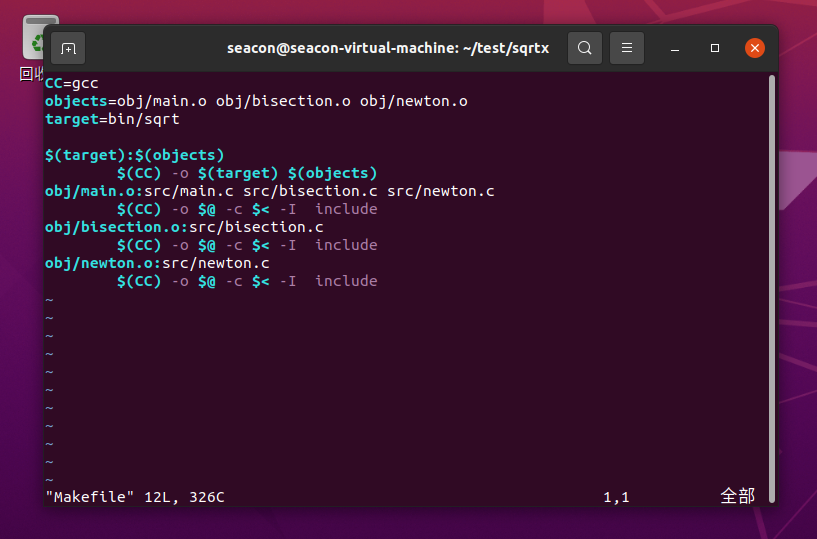 seacon@seacon-virtual-machine: ~/test/sqrtx
回收
CC=gcc
objects=obj/main.o obj/bisection.o obj/newton.o
target=bin/sqrt
$(target):$(objects)
$(CC) -o $(target) $(objects)
obj/main.o:src/main.c src/bisection.c src/newton.c
$(CC) -o $@ -c $< -I  include
obj/bisection.o:src/bisection.c
$(CC) -o $@ -c $< -I  include
obj/newton.o:src/newton.c
$(CC) -o $@ -c $< -I  include
~
~
~
~
~
~
~
~
~
~
~
"Makefile" 12L, 326C 1,1 全部